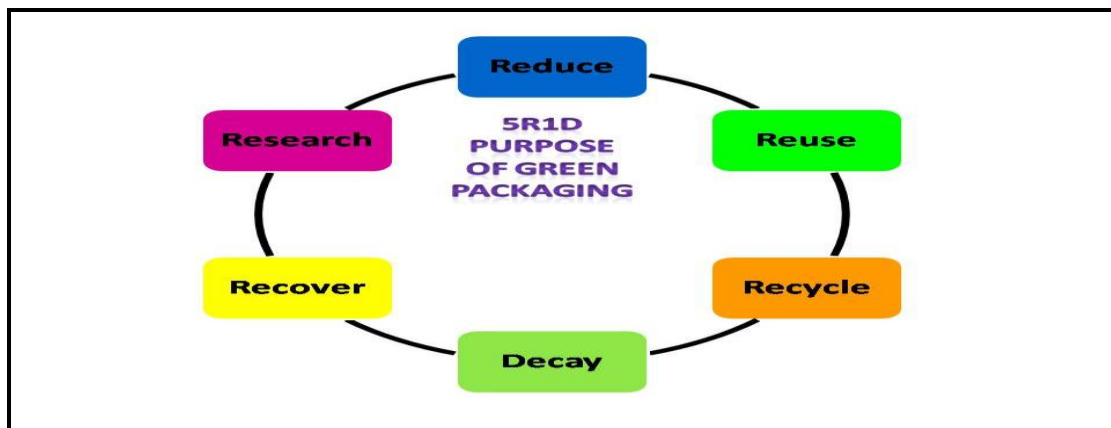 Reduce
5R1D
PURPOSE
OF GREEN
PACKAGING
Research
Reuse
Recover
Recycle
Decay